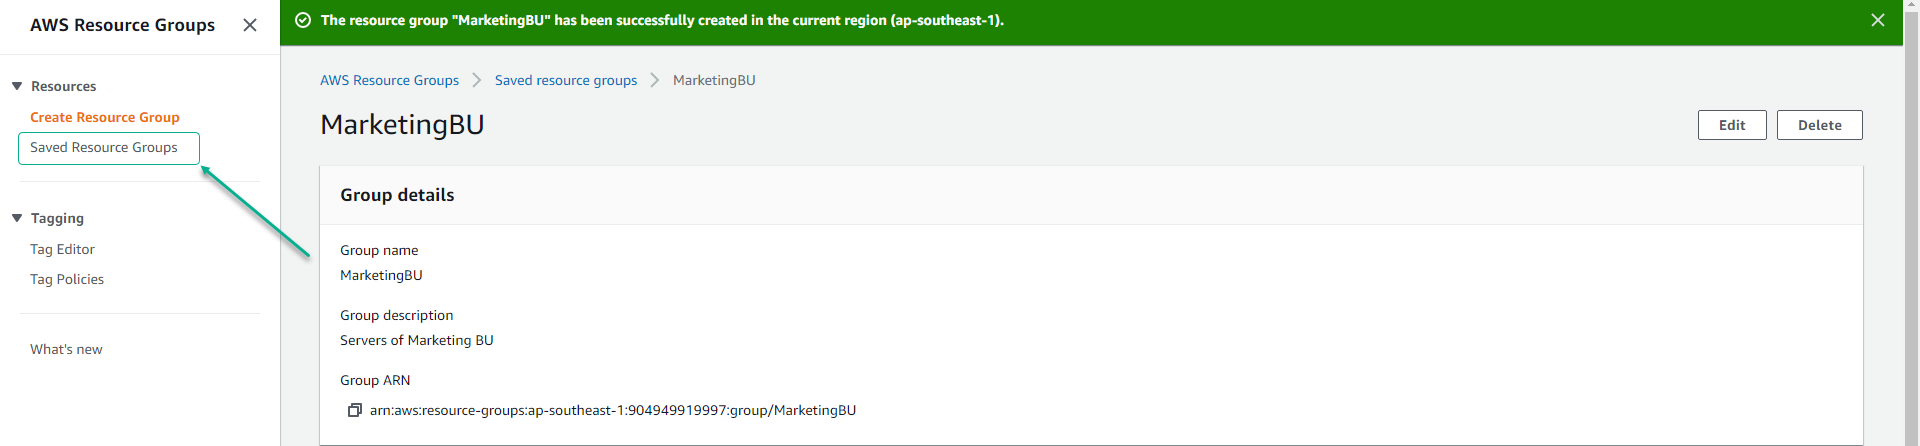 AWS Resource Groups
Resources
Create Resource Group
Saved Resource Groups
Tagging
Tag Editor
Tag Policies
What's new
The resource group "MarketingBU" has been successfully created in the current region (ap-southeast-1).
AWS Resource Groups Saved resource groups MarketingBU
MarketingBU
Edit Delete
Group details
Group name
MarketingBU
Group description
Servers of Marketing BU
Group ARN
arn:aws:resource-groups:ap-southeast-1:904949919997:group/MarketingBU